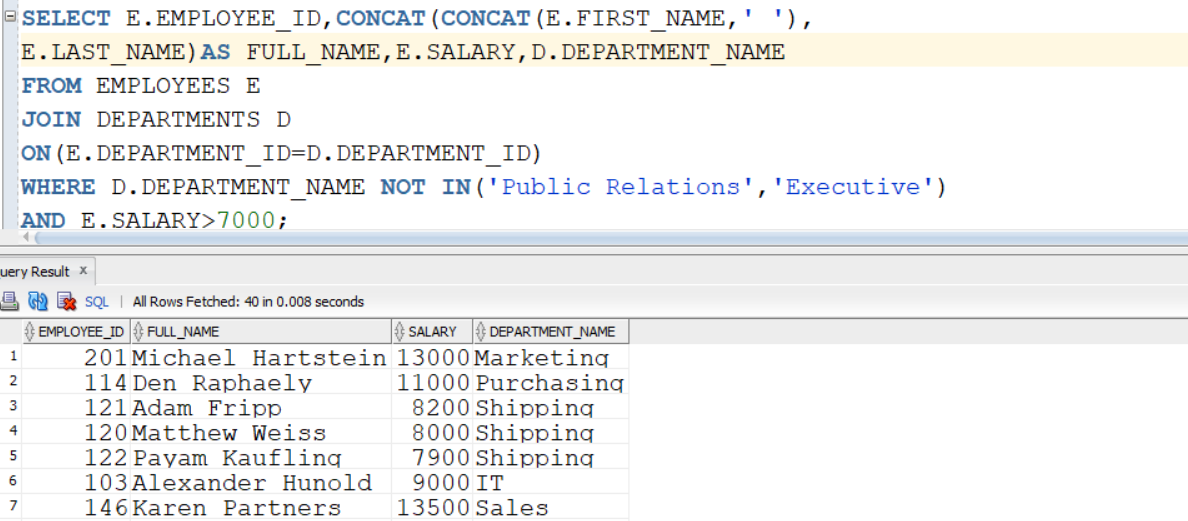 SELECT E.EMPLOYEE_ID,CONCAT(CONCAT(E.FIRST_NAME,' '),
E.LAST_NAME)AS FULL_NAME,E.SALARY,D.DEPARTMENT_NAME
FROM EMPLOYEES E
JOIN DEPARTMENTS D
ON(E.DEPARTMENT_ID=D.DEPARTMENT_ID)
WHERE D.DEPARTMENT_NAME NOT IN('Public Relations','Executive')
AND E.SALARY>7000;
uery Result x
SQL | All Rows Fetched: 40 in 0.008 seconds
EMPLOYEE_ID FULL_NAME SALARY DEPARTMENT_NAME
1 201 Michael Hartstein 13000 Marketing
2 114 Den Raphaely 11000 Purchasing
3 121 Adam Fripp 8200 Shipping
4 120 Matthew Weiss 8000 Shipping
5 122 Payam Kaufling 7900 Shipping
6 103 Alexander Hunold 9000 IT
7 146 Karen Partners 13500 Sales